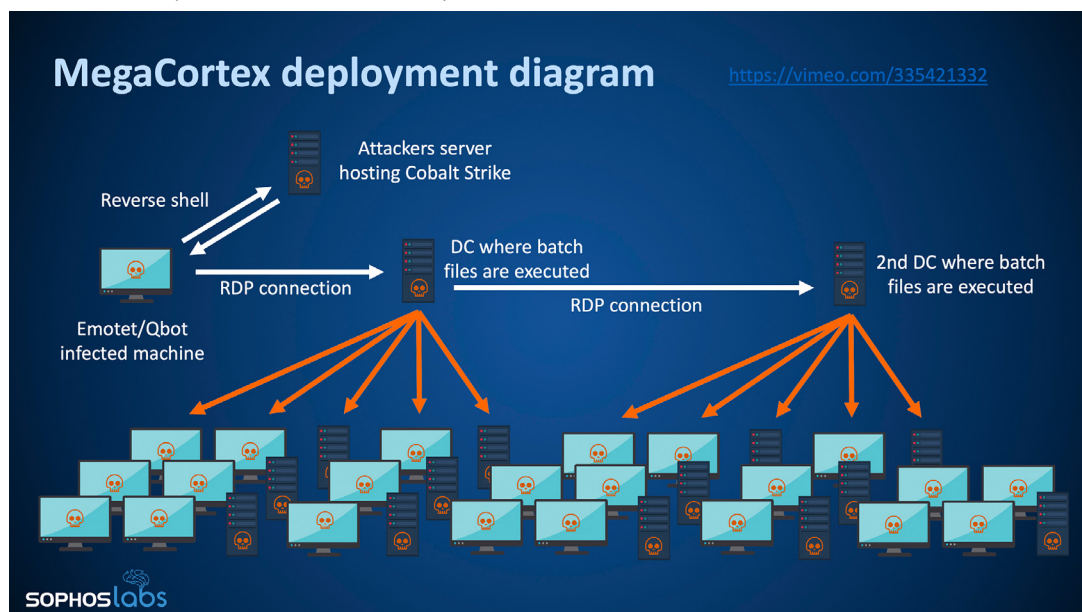 MegaCortex deployment diagram
https://vimeo.com/335421332
Attackers server
hosting Cobalt Strike
Reverse shell
DC where batch
files are executed
2nd DC where batch
files are executed
RDP connection
RDP connection
Emotet/Qbot
infected machine
SOPHOSlabs